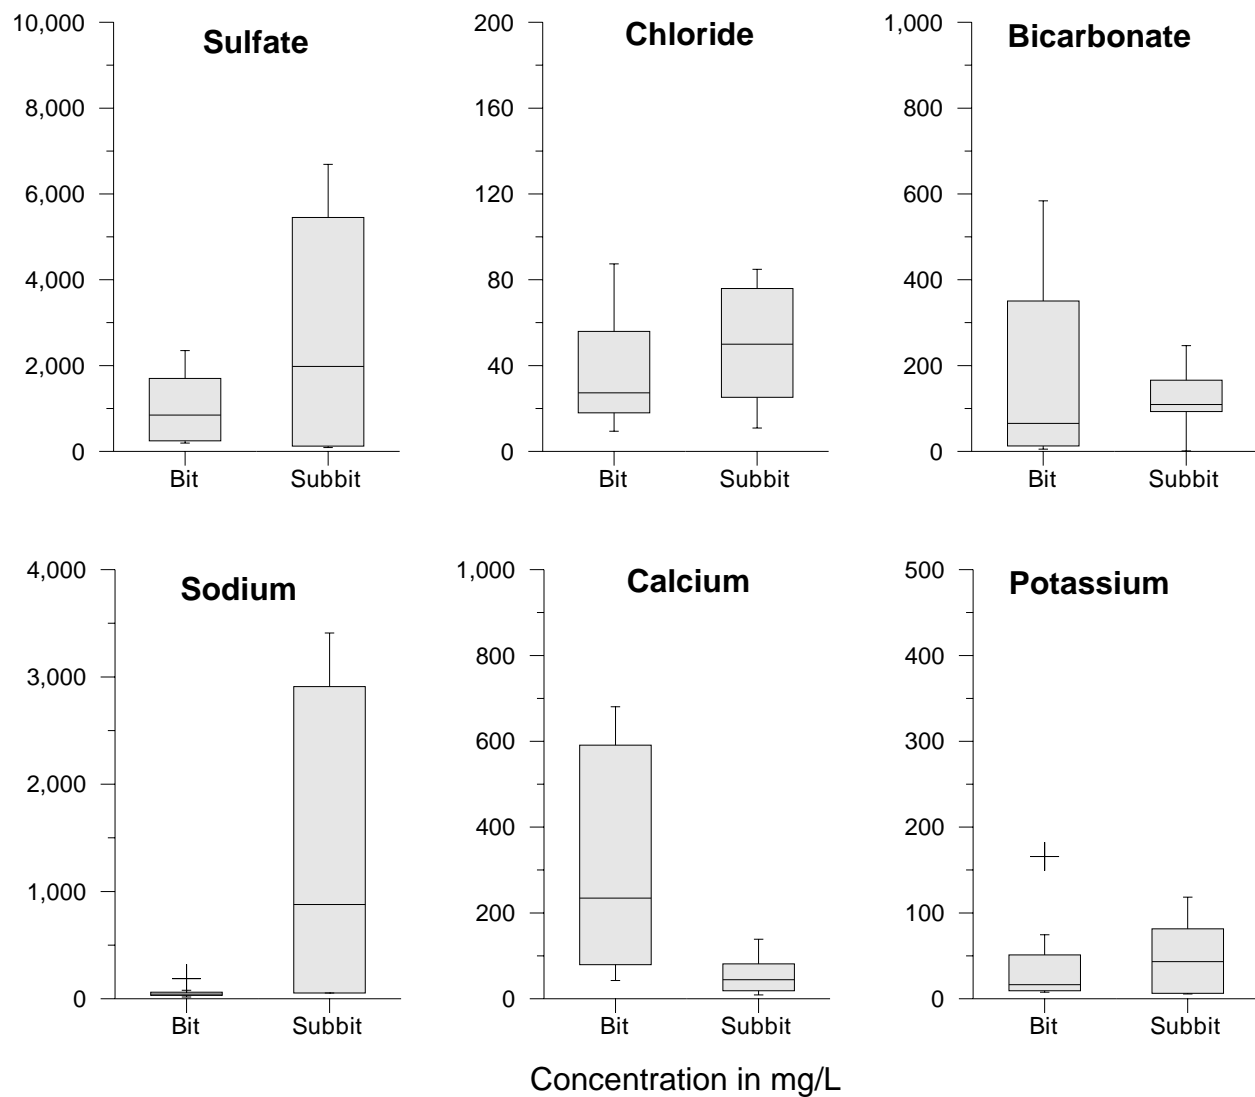 Sulfate
10,000
8,000
6,000
4,000
2,000
0
Bit Subbit
Chloride
200
160
120
80
40
0
Bit Subbit
Bicarbonate
1,000
800
600
400
200
0
Bit Subbit
Sodium
4,000
3,000
2,000
1,000
0
Bit Subbit
Calcium
1,000
800
600
400
200
0
Bit Subbit
Potassium
500
400
300
200
100
0
Bit Subbit
Concentration in mg/L